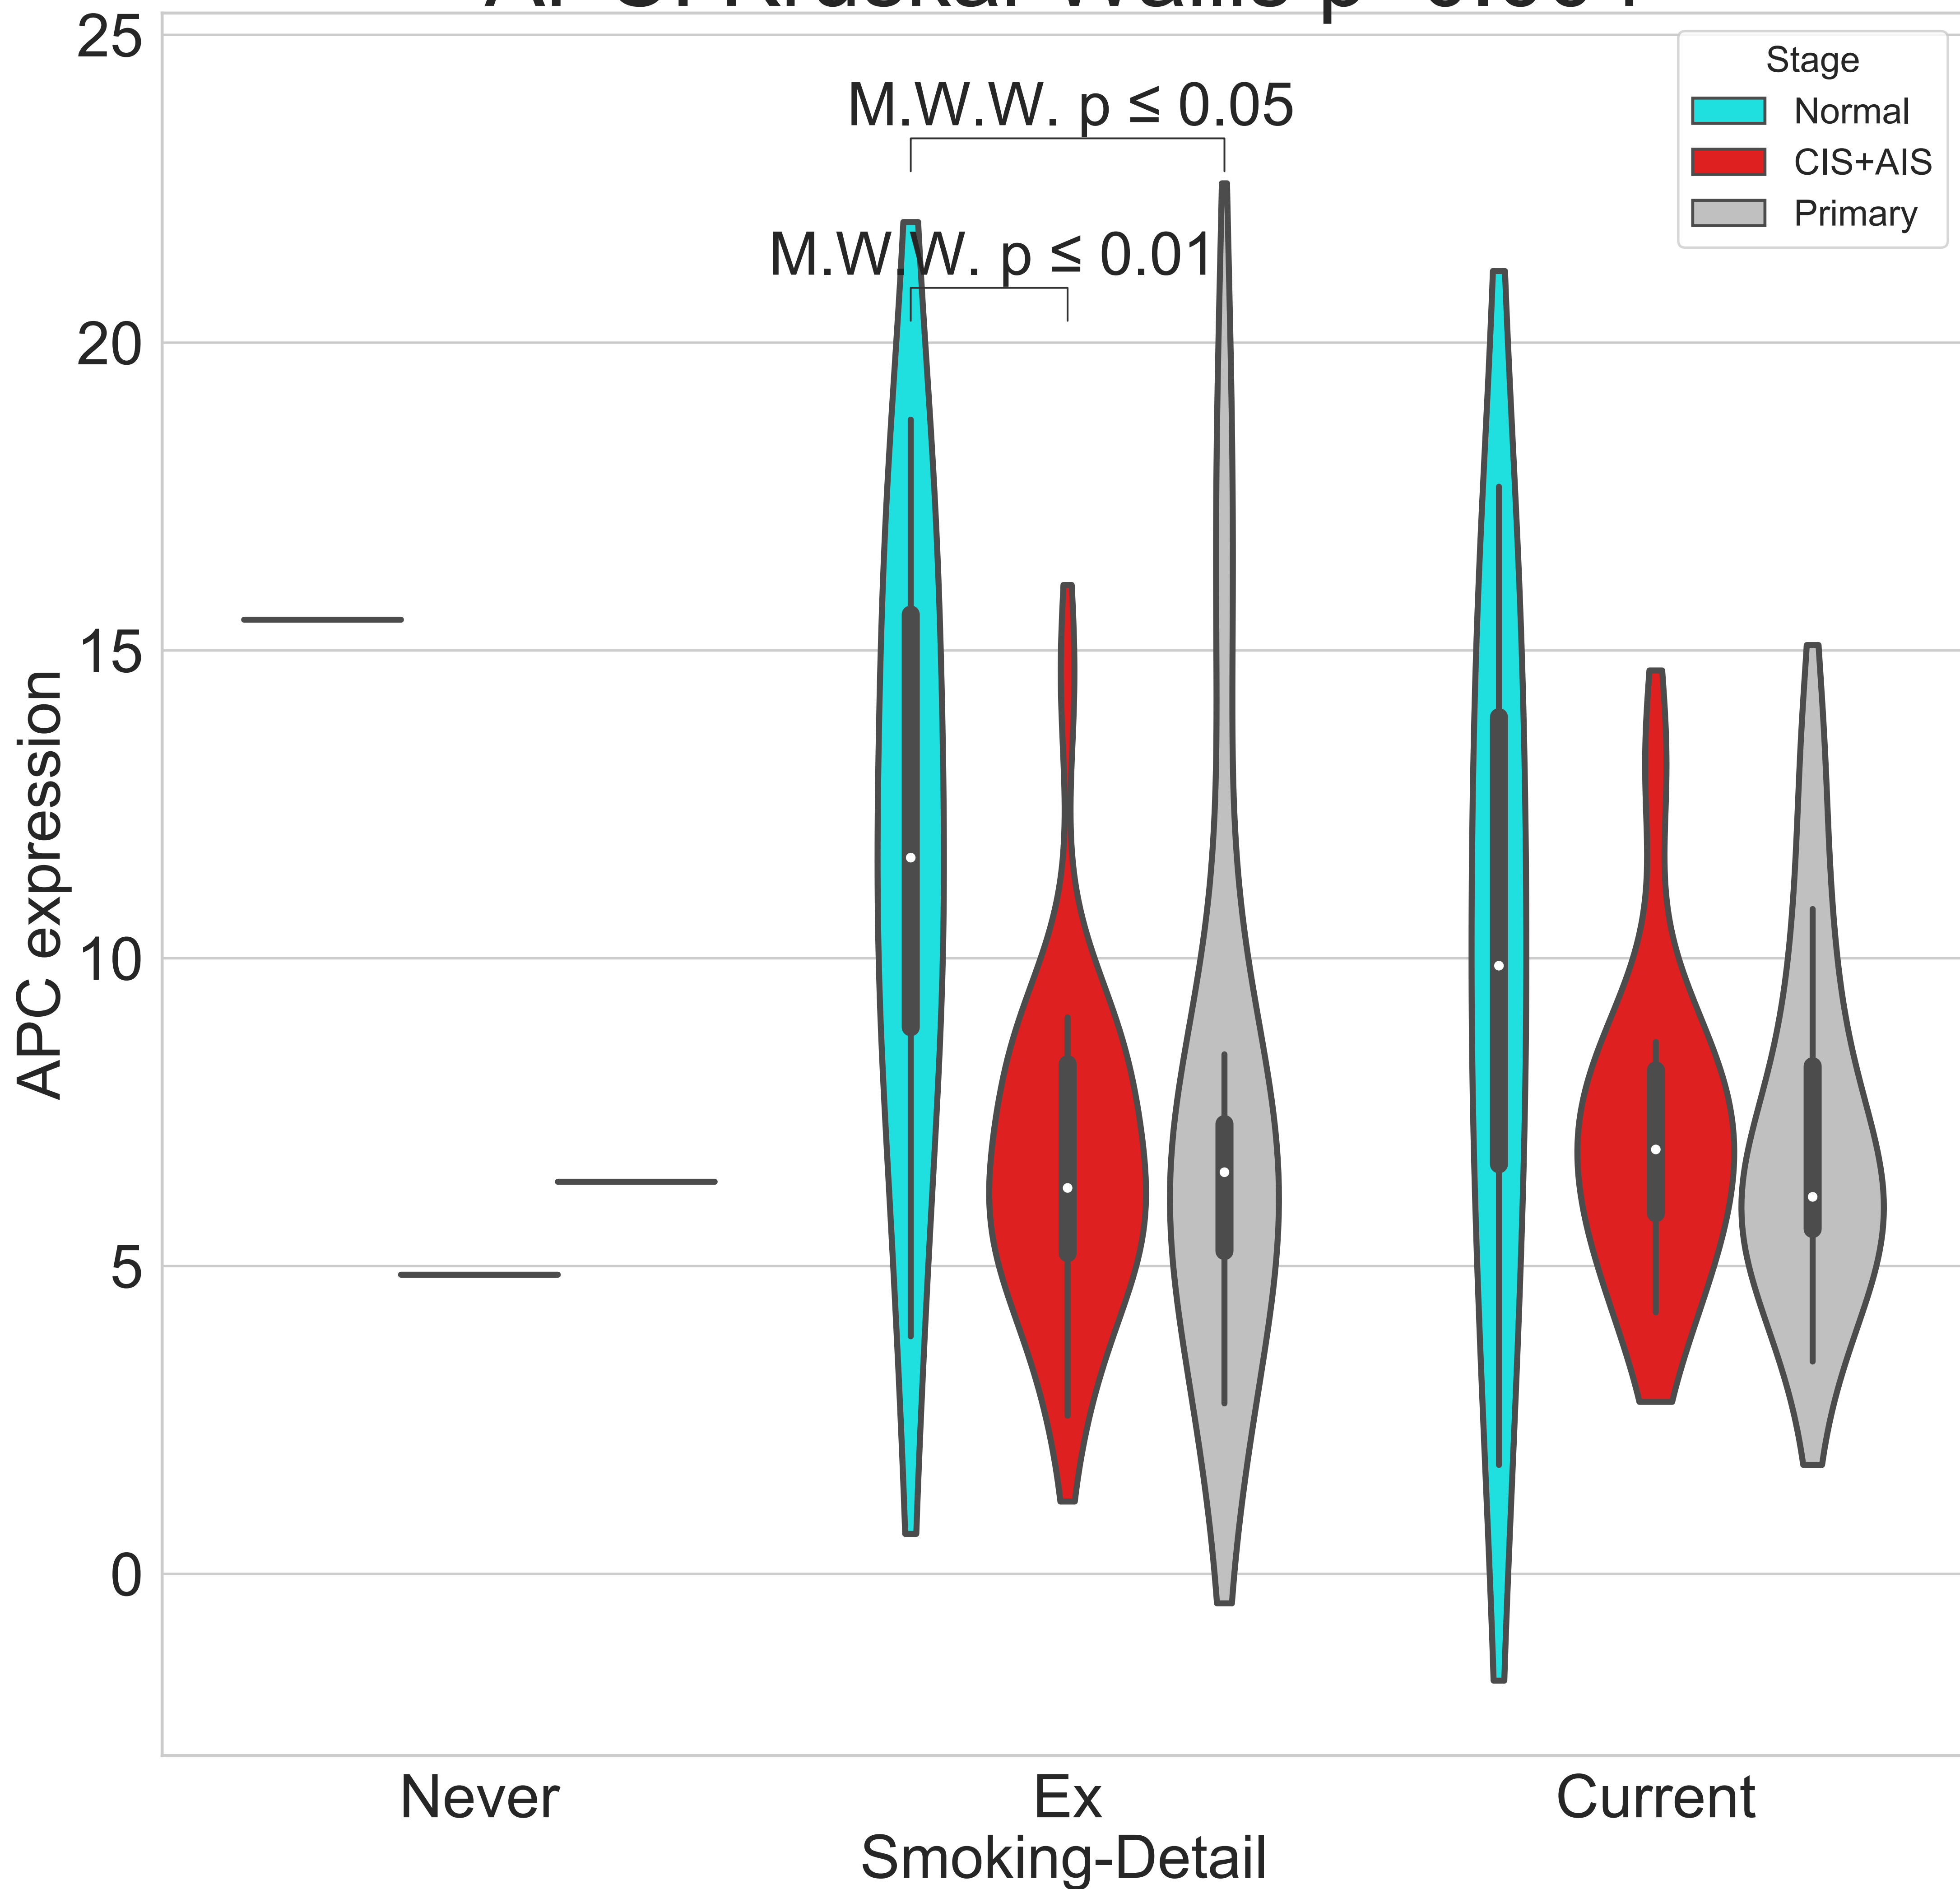 25
20
15
10
5
0
APC expression
M.W.W. p ≤ 0.05
M.W.W. p ≤ 0.01
Stage
Normal
CIS+AIS
Primary
Never
Ex
Current
Smoking-Detail